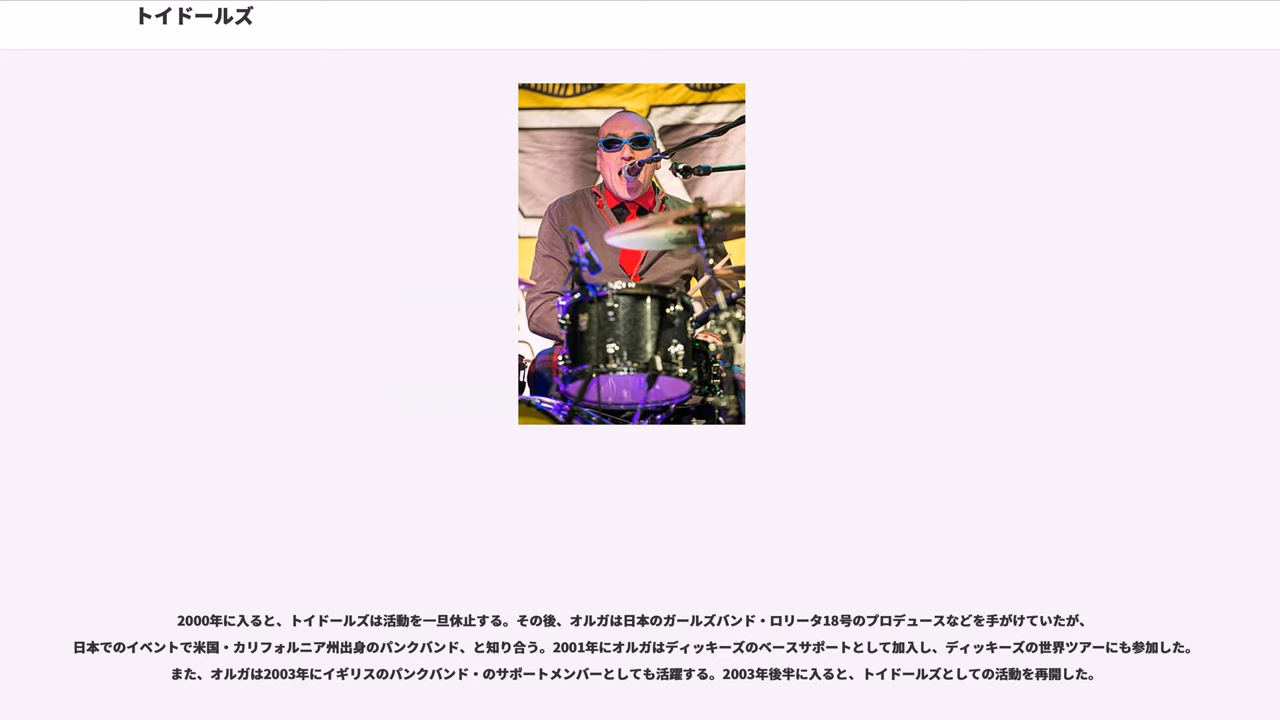 トイドールズ
2000年に入ると、トイドールズは活動を一旦休止する。その後、オルガは日本のガールズバンド・ロリータ18号のプロデュースなどを手がけていたが、
日本でのイベントで米国・カリフォルニア州出身のパンクバンド、と知り合う。2001年にオルガはディッキーズのベースサポートとして加入し、ディッキーズの世界ツアーにも参加した。
また、オルガは2003年にイギリスのパンクバンド・のサポートメンバーとしても活躍する。2003年後半に入ると、トイドールズとしての活動を再開した。